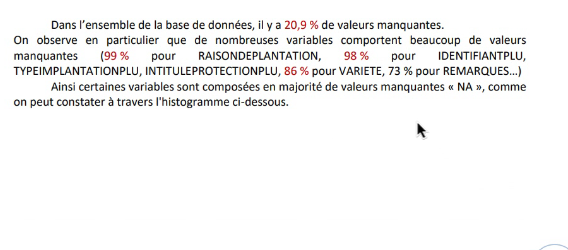 Dans l’ensemble de la base de données, il y a 20,9 % de valeurs manquantes.
On observe en particulier que de nombreuses variables comportent beaucoup de valeurs
manquantes (99 % pour RAISONDEPLANTATION, 98 % pour IDENTIFIANTPLU,
TYPEIMPLANTATIONPLU, INTITULEPROTECTIONPLU, 86 % pour VARIETE, 73 % pour REMARQUES…)
Ainsi certaines variables sont composées en majorité de valeurs manquantes « NA », comme
on peut constater à travers l'histogramme ci-dessous.